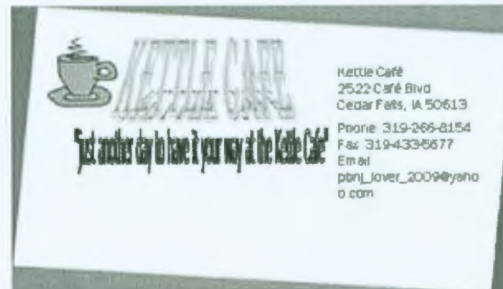 KETTLE CAFE
"just another day to have it your way at the Kettle Café"
Kettle Café
2522 Café Blvd
Cedar Falls, IA 50613
Phone: 319-266-8154
Fax: 319-433-5677
Email
pbnj_lover_2009@yaho
o.com